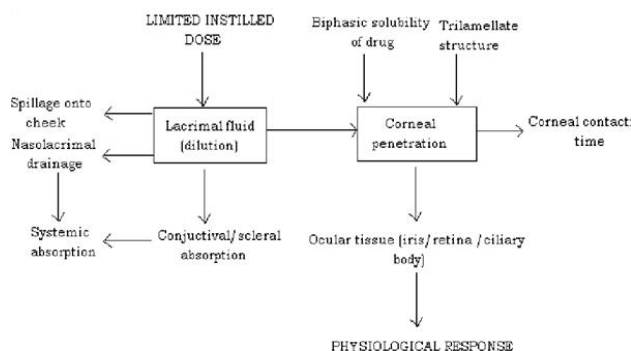 LIMITED INSTILLED
DOSE
Biphasic solubility
of drug
Trilamellate
structure
Spillage onto
cheek
Nasolacrimal
drainage
Lacrimal fluid
(dilution)
Corneal
penetration
Corneal contact
time
Systemic
absorption
Conjuctival/scleral
absorption
Ocular tissue (iris/retina /ciliary
body)
PHYSIOLOGICAL RESPONSE